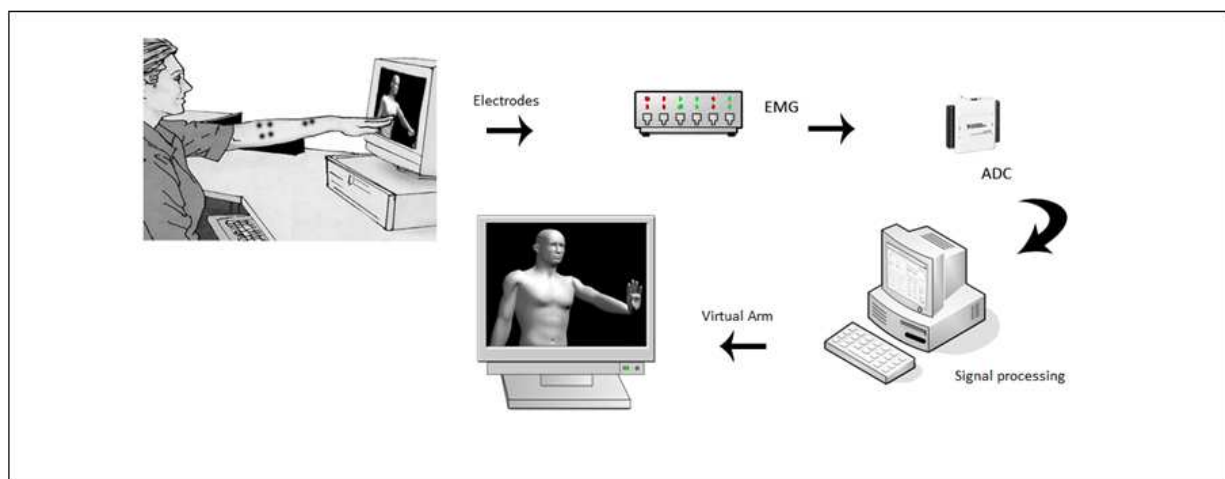 Electrodes
EMG
ADC
Signal processing
Virtual Arm